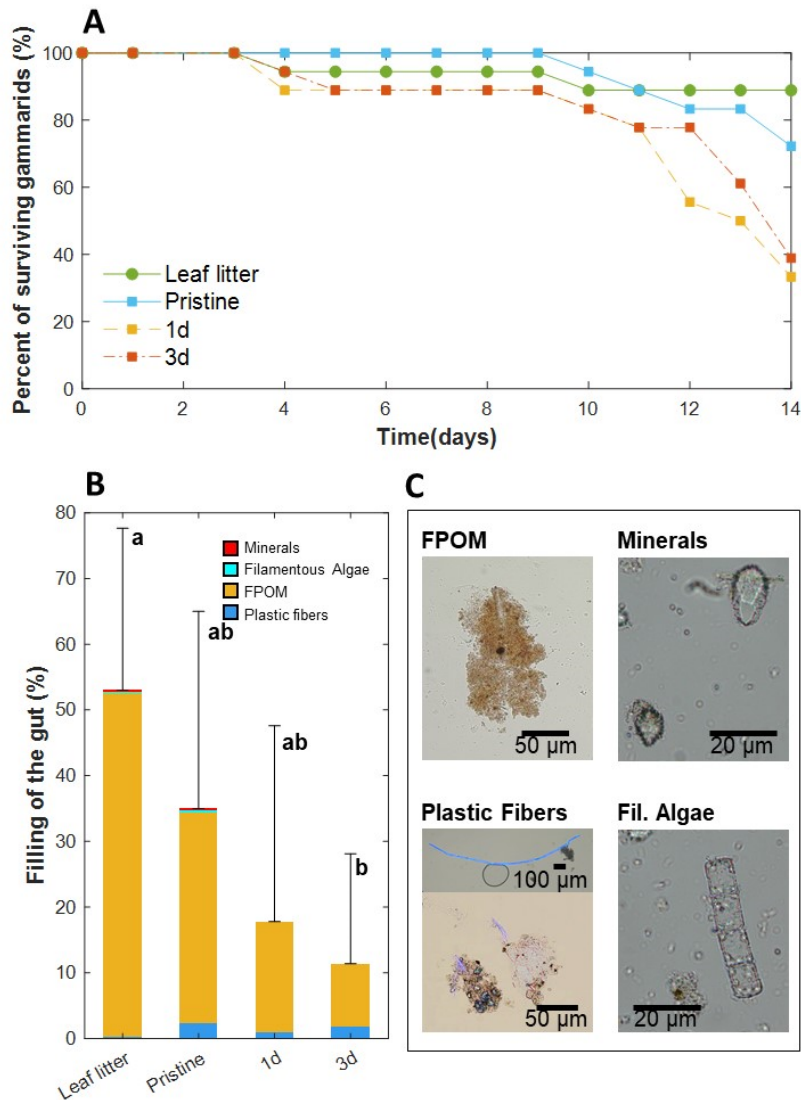 A
Percent of surviving gammarids (%)
100
80
60
40
20
0
Leaf litter
Pristine
1d
3d
0 2 4 6 8 10 12 14
Time(days)
B
Filling of the gut (%)
80
70
60
50
40
30
20
10
0
a
ab
ab
b
Minerals
Filamentous Algae
FPOM
Plastic fibers
Leaf litter Pristine 1d 3d
C
FPOM
50 µm
Minerals
20 µm
Plastic Fibers
100 µm
50 µm
Fil. Algae
20 µm